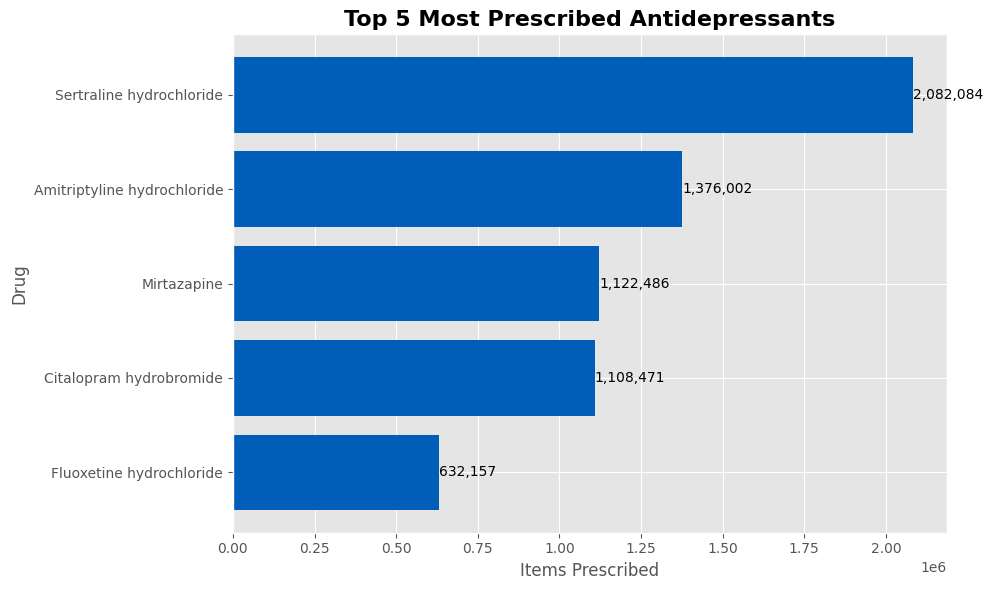 Top 5 Most Prescribed Antidepressants
Drug
Sertraline hydrochloride 2,082,084
Amitriptyline hydrochloride 1,376,002
Mirtazapine 1,122,486
Citalopram hydrobromide 1,108,471
Fluoxetine hydrochloride 632,157
0.00 0.25 0.50 0.75 1.00 1.25 1.50 1.75 2.00
1e6
Items Prescribed